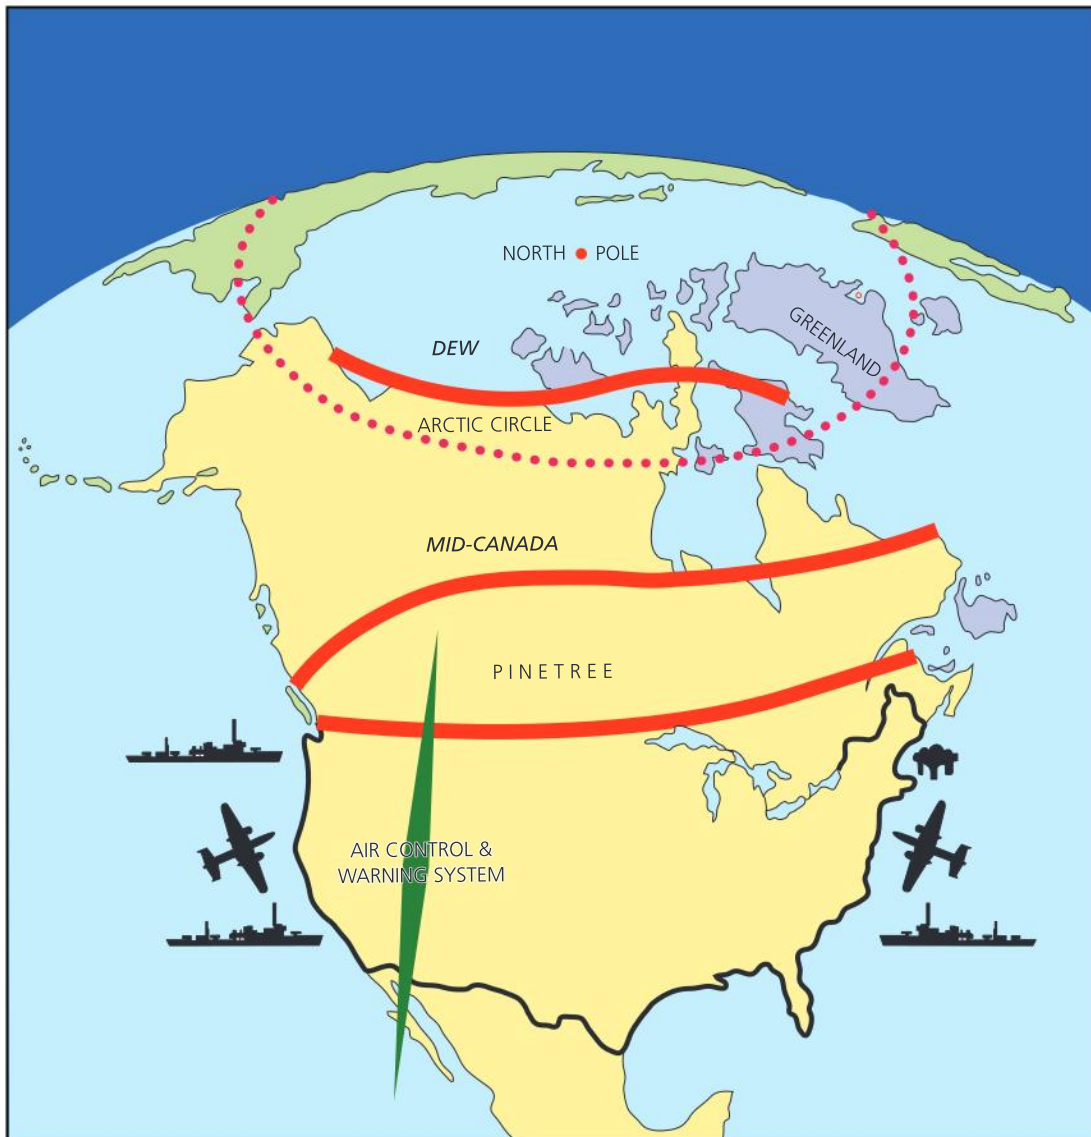 NORTH POLE
GREENLAND
DEW
ARCTIC CIRCLE
MID-CANADA
PINETREE
AIR CONTROL &
WARNING SYSTEM